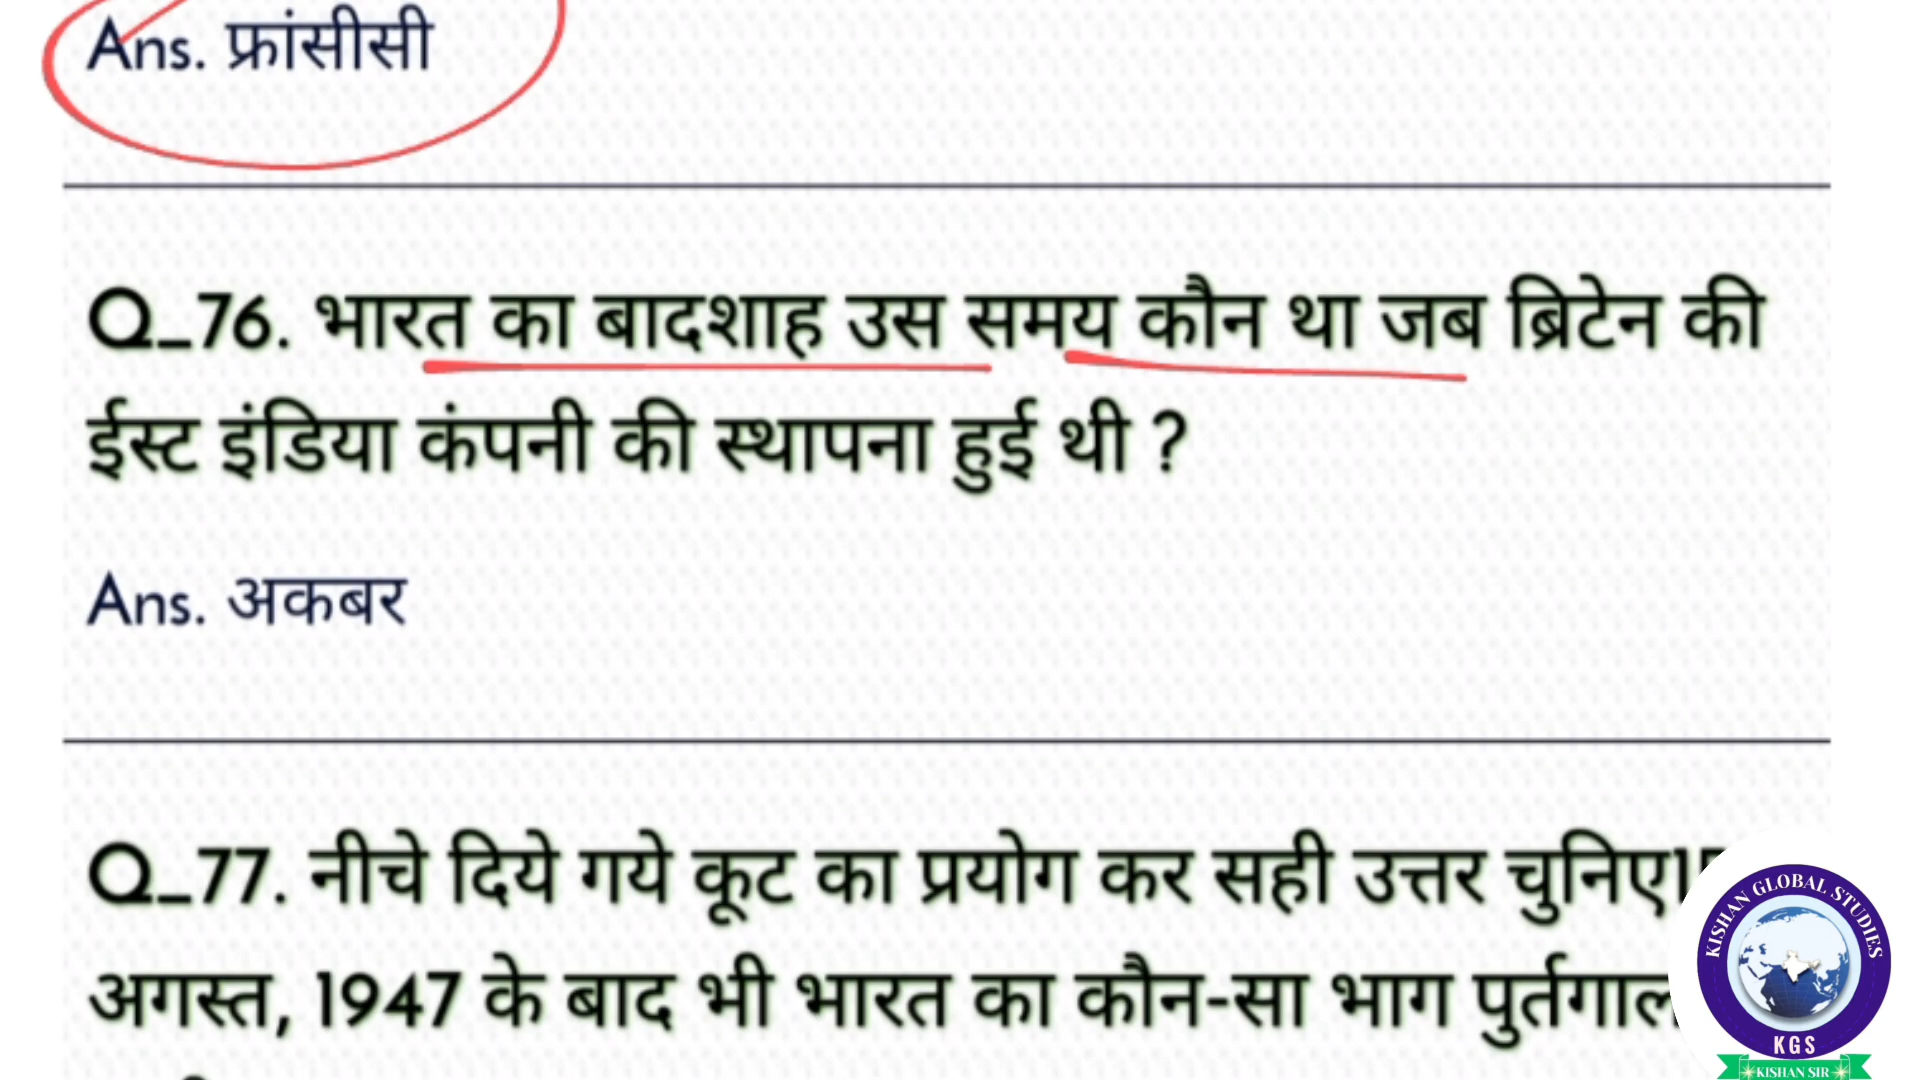 Ans. फ्रांसीसी
Q_76. भारत का बादशाह उस समय कौन था जब ब्रिटेन की
ईस्ट इंडिया कंपनी की स्थापना हुई थी ?
Ans. अकबर
Q_77. नीचे दिये गये कूट का प्रयोग कर सही उत्तर चुनिए।
अगस्त, 1947 के बाद भी भारत का कौन-सा भाग पुर्तगाल
KISHAN GLOBAL STUDIES
KGS
KISHAN SIR